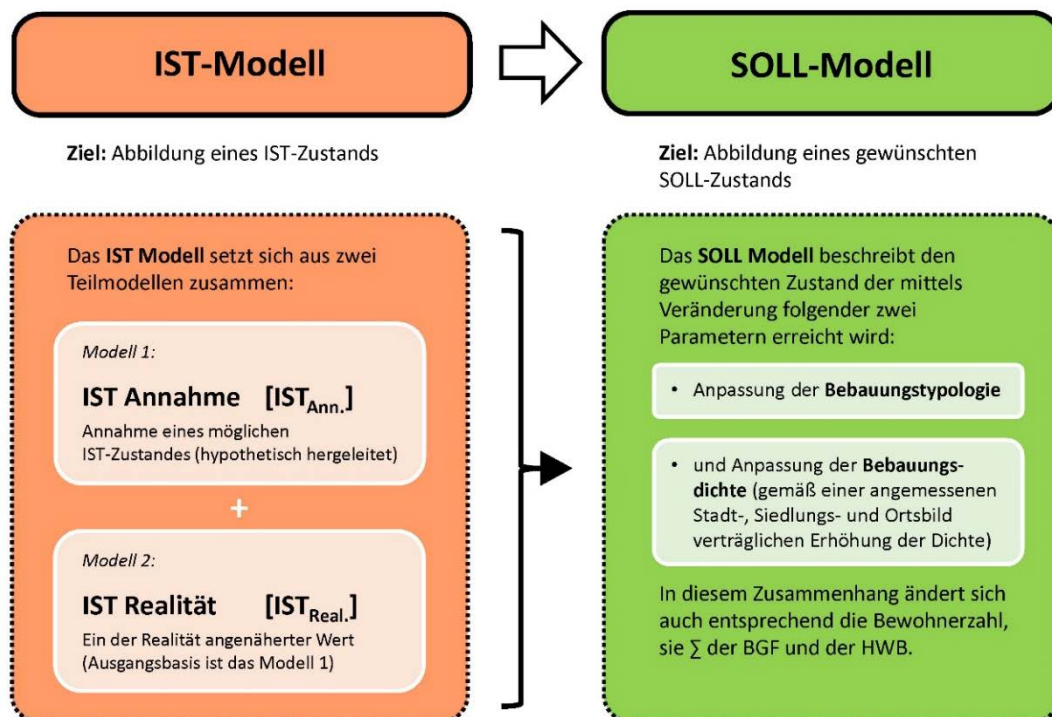 IST-Modell
Ziel: Abbildung eines IST-Zustands
Das IST Modell setzt sich aus zwei
Teilmodellen zusammen:
Modell 1:
IST Annahme [IST_Ann.]
Annahme eines möglichen
IST-Zustandes (hypothetisch hergeleitet)
+
Modell 2:
IST Realität [IST_Real.]
Ein der Realität angenäherter Wert
(Ausgangsbasis ist das Modell 1)
SOLL-Modell
Ziel: Abbildung eines gewünschten
SOLL-Zustands
Das SOLL Modell beschreibt den
gewünschten Zustand der mittels
Veränderung folgender zwei
Parametern erreicht wird:
• Anpassung der Bebauungstypologie
• und Anpassung der Bebauungs-
dichte (gemäß einer angemessenen
Stadt-, Siedlungs- und Ortsbild
verträglichen Erhöhung der Dichte)
In diesem Zusammenhang ändert sich
auch entsprechend die Bewohnerzahl,
sie ∑ der BGF und der HWB.